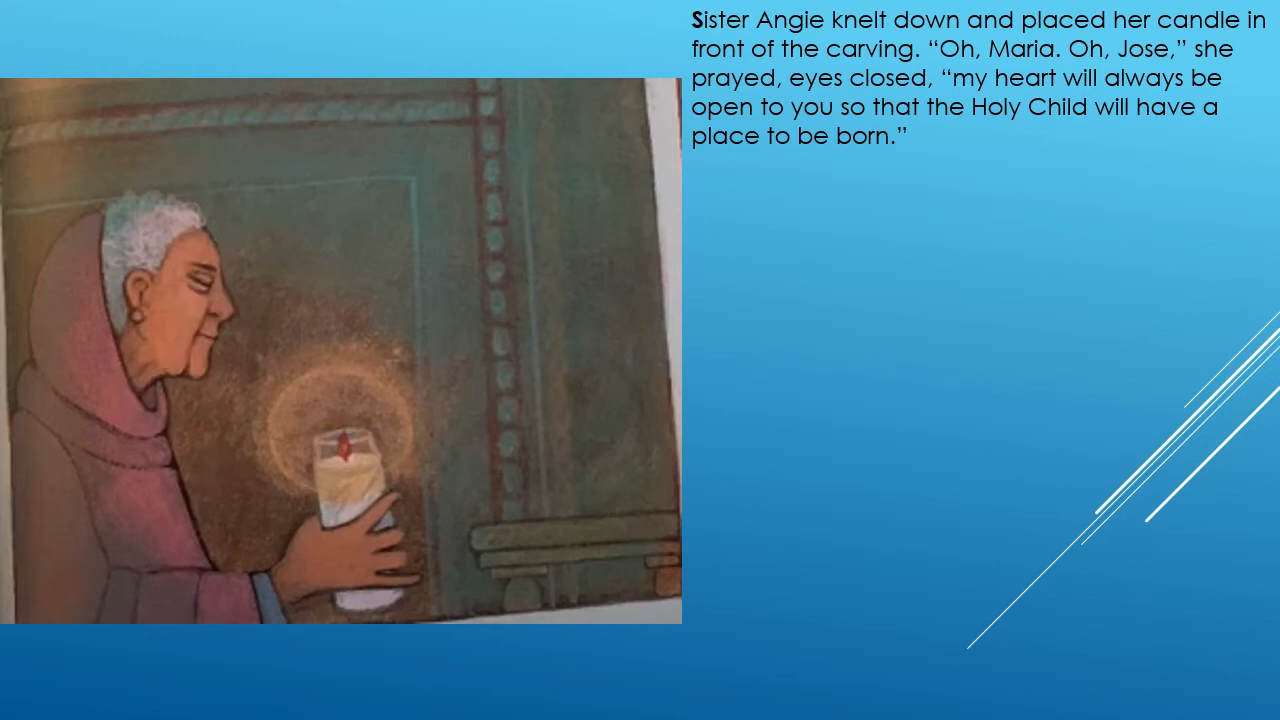 Sister Angie knelt down and placed her candle in
front of the carving. “Oh, Maria. Oh, Jose,” she
prayed, eyes closed, “my heart will always be
open to you so that the Holy Child will have a
place to be born.”